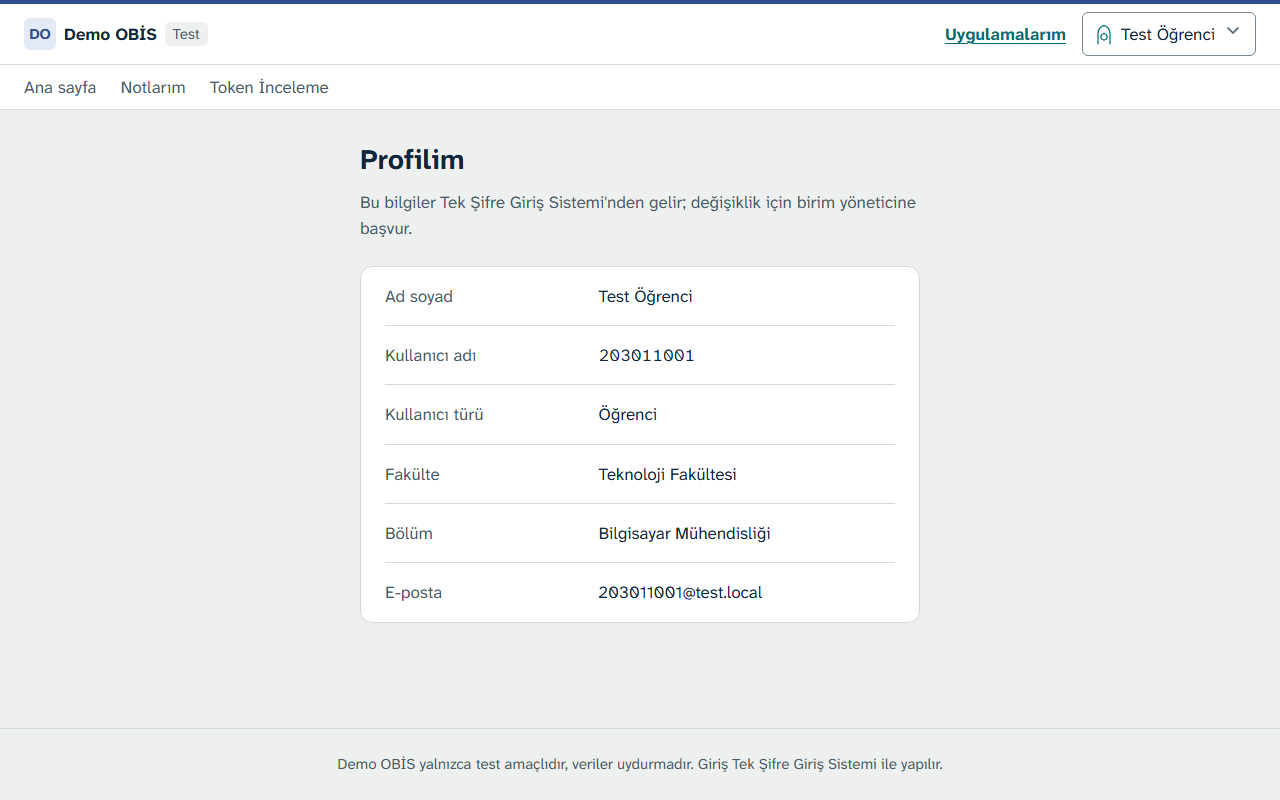 DO Demo OBİS Test Uygulamalarım Test Öğrenci
Ana sayfa Notlarım Token İnceleme
Profilim
Bu bilgiler Tek Şifre Giriş Sistemi'nden gelir; değişiklik için birim yöneticine
başvur.
Ad soyad Test Öğrenci
Kullanıcı adı 203011001
Kullanıcı türü Öğrenci
Fakülte Teknoloji Fakültesi
Bölüm Bilgisayar Mühendisliği
E-posta 203011001@test.local
Demo OBİS yalnızca test amaçlıdır, veriler uydurmadır. Giriş Tek Şifre Giriş Sistemi ile yapılır.